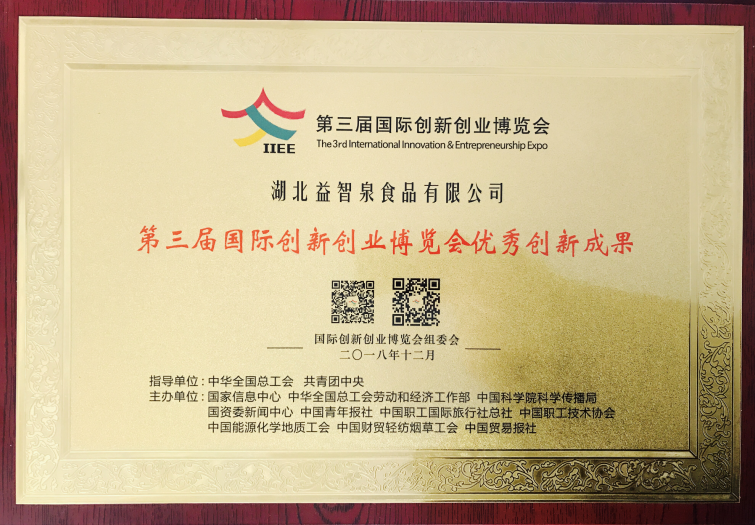 IIEE
第三届国际创新创业博览会
The 3rd International Innovation & Entrepreneurship Expo
湖北益智泉食品有限公司
第三届国际创新创业博览会优秀创新成果
国际创新创业博览会组委会
二〇一八年十二月
指导单位：中华全国总工会 共青团中央
主办单位：国家信息中心 中华全国总工会劳动和经济工作部 中国科学院科学传播局
国资委新闻中心 中国青年报社 中国职工国际旅行社总社 中国职工技术协会
中国能源化学地质工会 中国财贸轻纺烟草工会 中国贸易报社